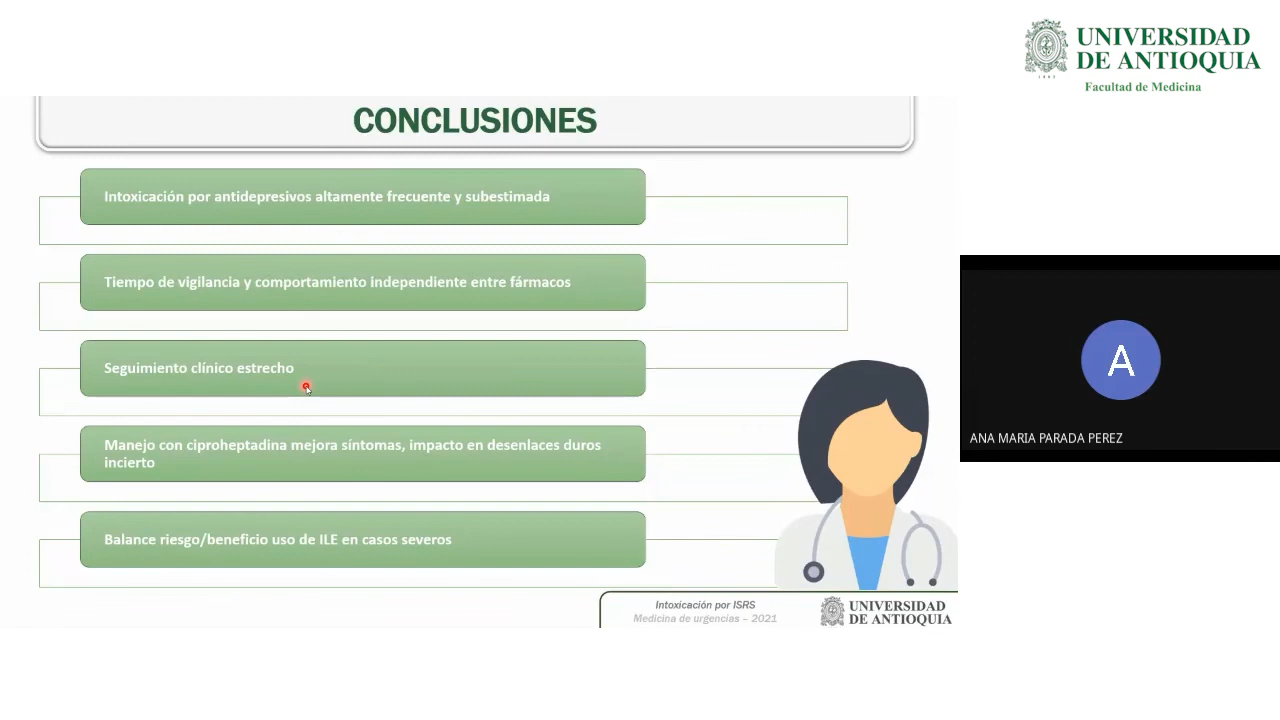 UNIVERSIDAD
DE ANTIOQUIA
Facultad de Medicina
CONCLUSIONES
Intoxicación por antidepresivos altamente frecuente y subestimada
Tiempo de vigilancia y comportamiento independiente entre fármacos
Seguimiento clínico estrecho
Manejo con ciproheptadina mejora síntomas, impacto en desenlaces duros
incierto
Balance riesgo/beneficio uso de ILE en casos severos
Intoxicación por ISRS
Medicina de urgencias – 2021
UNIVERSIDAD
DE ANTIOQUIA
A
ANA MARIA PARADA PEREZ